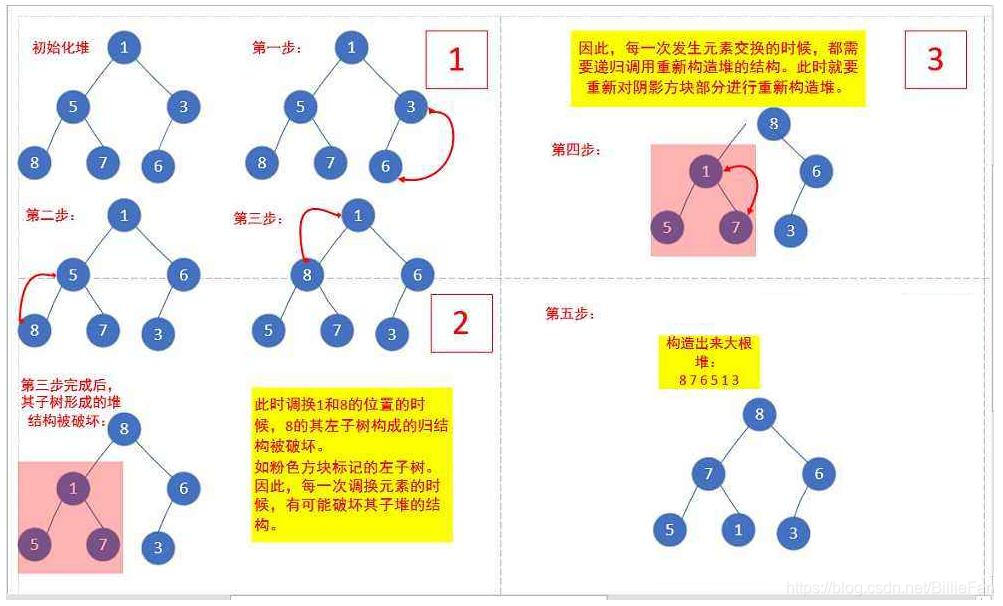 初始化堆
1
5
3
8
7
6
第一步：
1
5
3
8
7
6
1
第二步：
1
5
6
8
7
3
第三步：
1
8
6
5
7
3
2
第三步完成后，
其子树形成的堆
结构被破坏：
8
1
6
5
7
3
此时调换1和8的位置的时
候，8的其左子树构成的归结
构被破坏。
如粉色方块标记的左子树。
因此，每一次调换元素的时
候，有可能破坏其子堆的结
构。
因此，每一次发生元素交换的时候，都需
要递归调用重新构造堆的结构。此时就要
重新对阴影方块部分进行重新构造堆。
3
第四步：
8
1
6
5
7
3
第五步：
构造出来大根
堆：
8 7 6 5 1 3
8
7
6
5
1
3
https://blog.csdn.net/BillieFan